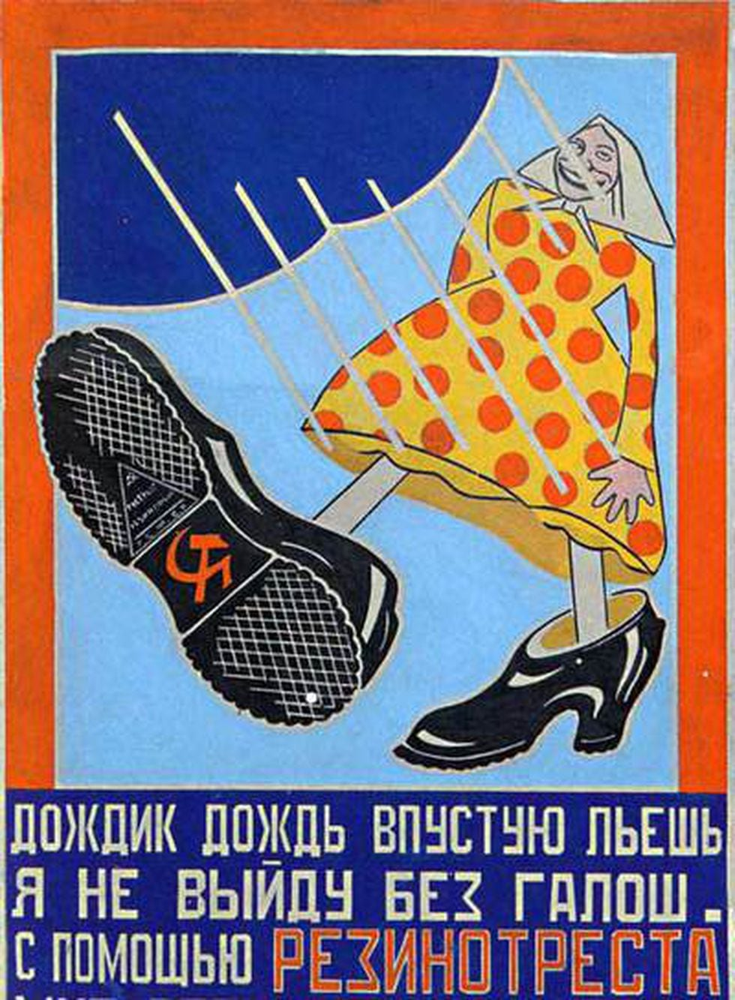 ДОЖДИК ДОЖДЬ ВПУСТУЮ ЛЬЕШЬ
Я НЕ ВЫЙДУ БЕЗ ГАЛОШ.
С ПОМОЩЬЮ РЕЗИНОТРЕСТА